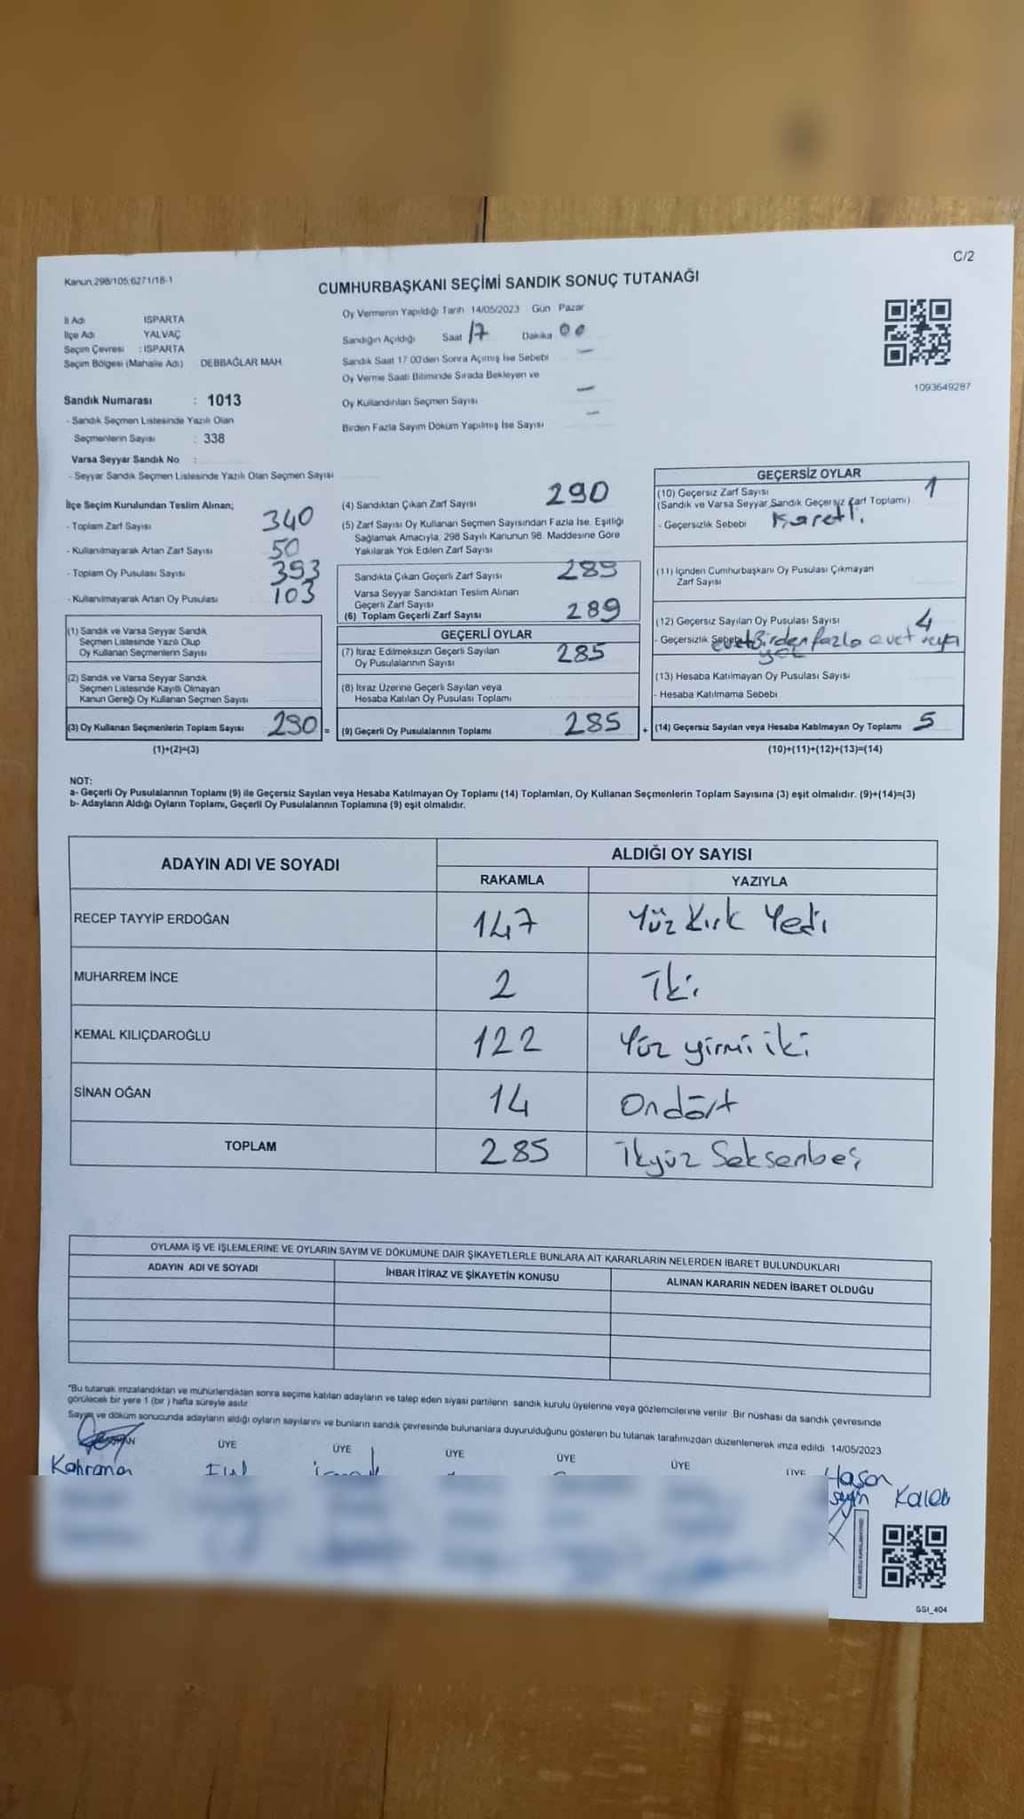 C/2
Kanun 298/105,6271/18-1
CUMHURBAŞKANI SEÇİMİ SANDIK SONUÇ TUTANAĞI
İl Adı ISPARTA
İlçe Adı YALVAÇ
Seçim Çevresi : ISPARTA
Seçim Bölgesi (Mahalle Adı) DEBBAĞLAR MAH
Sandık Numarası : 1013
- Sandık Seçmen Listesinde Yazılı Olan
Seçmenlerin Sayısı : 338
Varsa Seyyar Sandık No :
- Seyyar Sandık Seçmen Listesinde Yazılı Olan Seçmen Sayısı
Oy Vermenin Yapıldığı Tarih 14/05/2023 Gün Pazar
Sandığın Açıldığı Saat 17 Dakika 00
Sandık Saat 17 00'den Sonra Açılmış İse Sebebi —
Oy Verme Saati Bitiminde Sırada Bekleyen ve
Oy Kullandırılan Seçmen Sayısı —
Birden Fazla Sayım Döküm Yapılmış İse Sayısı —
1093649287
İlçe Seçim Kurulundan Teslim Alınan;
- Toplam Zarf Sayısı 340
- Kullanılmayarak Artan Zarf Sayısı 50
- Toplam Oy Pusulası Sayısı 393
- Kullanılmayarak Artan Oy Pusulası 103
(1) Sandık ve Varsa Seyyar Sandık
Seçmen Listesinde Yazılı Olup
Oy Kullanan Seçmenlerin Sayısı
(2) Sandık ve Varsa Seyyar Sandık
Seçmen Listesinde Kayıtlı Olmayan
Kanun Gereği Oy Kullanan Seçmen Sayısı
(3) Oy Kullanan Seçmenlerin Toplam Sayısı 290 =
(1)+(2)=(3)
(4) Sandıktan Çıkan Zarf Sayısı 290
(5) Zarf Sayısı Oy Kullanan Seçmen Sayısından Fazla İse, Eşitliği
Sağlamak Amacıyla, 298 Sayılı Kanunun 98. Maddesine Göre
Yakılarak Yok Edilen Zarf Sayısı
Sandıkta Çıkan Geçerli Zarf Sayısı 289
Varsa Seyyar Sandıktan Teslim Alınan
Geçerli Zarf Sayısı
(6) Toplam Geçerli Zarf Sayısı 289
GEÇERLİ OYLAR
(7) İtiraz Edilmeksizin Geçerli Sayılan
Oy Pusulalarının Sayısı 285
(8) İtiraz Üzerine Geçerli Sayılan veya
Hesaba Katılan Oy Pusulası Toplamı
(9) Geçerli Oy Pusulalarının Toplamı 285 +
GEÇERSİZ OYLAR
(10) Geçersiz Zarf Sayısı
(Sandık ve Varsa Seyyar Sandık Geçersiz Zarf Toplamı) 1
- Geçersizlik Sebebi
(11) İçinden Cumhurbaşkanı Oy Pusulası Çıkmayan
Zarf Sayısı
(12) Geçersiz Sayılan Oy Pusulası Sayısı 4
- Geçersizlik Sebebi Birden fazla evet veya
yok
(13) Hesaba Katılmayan Oy Pusulası Sayısı
- Hesaba Katılmama Sebebi
(14) Geçersiz Sayılan veya Hesaba Katılmayan Oy Toplamı 5
(10)+(11)+(12)+(13)=(14)
NOT:
a- Geçerli Oy Pusulalarının Toplamı (9) ile Geçersiz Sayılan veya Hesaba Katılmayan Oy Toplamı (14) Toplamları, Oy Kullanan Seçmenlerin Toplam Sayısına (3) eşit olmalıdır. (9)+(14)=(3)
b- Adayların Aldığı Oyların Toplamı, Geçerli Oy Pusulalarının Toplamına (9) eşit olmalıdır.
ADAYIN ADI VE SOYADI ALDIĞI OY SAYISI
RAKAMLA YAZIYLA
RECEP TAYYİP ERDOĞAN 147 Yüz Kırk Yedi
MUHARREM İNCE 2 İki
KEMAL KILIÇDAROĞLU 122 Yüz yirmi iki
SİNAN OĞAN 14 Ondört
TOPLAM 285 İkyüz Seksenbeş
OYLAMA İŞ VE İŞLEMLERİNE VE OYLARIN SAYIM VE DÖKÜMÜNE DAİR ŞİKAYETLERLE BUNLARA AİT KARARLARIN NELERDEN İBARET BULUNDUKLARI
ADAYIN ADI VE SOYADI İHBAR İTİRAZ VE ŞİKAYETİN KONUSU ALINAN KARARIN NEDEN İBARET OLDUĞU
"Bu tutanak imzalandıktan ve mühürlendikten sonra seçime katılan adayların ve talep eden siyasi partilerin sandık kurulu üyelerine veya gözlemcilerine verilir. Bir nüshası da sandık çevresinde
görülecek bir yere 1 (bir) hafta süreyle asılır.
Sayım ve döküm sonucunda adayların aldığı oyların sayılarını ve bunların sandık çevresinde bulunanlara duyurulduğunu gösteren bu tutanak tarafımızdan düzenlenerek imza edildi 14/05/2023
ÜYE ÜYE ÜYE ÜYE ÜYE ÜYE
Hasan
GSI_404